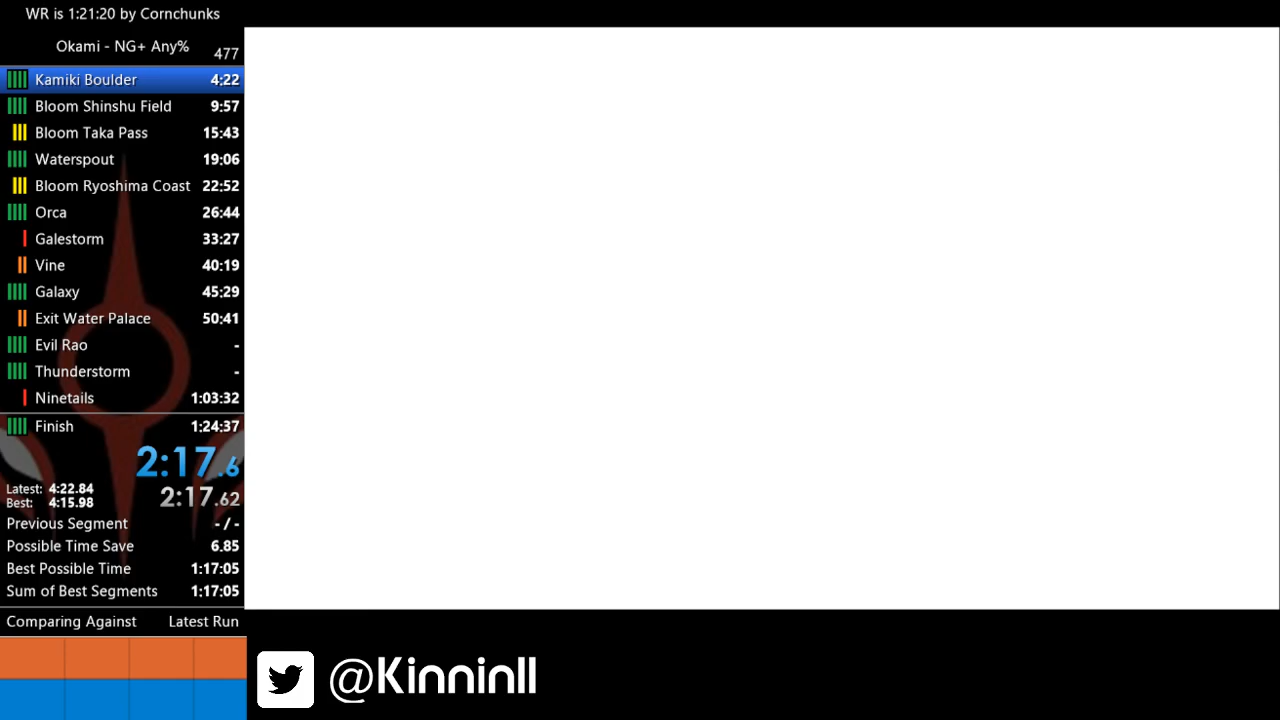 WR is 1:21:20 by Cornchunks
Okami - NG+ Any% 477
Kamiki Boulder 4:22
Bloom Shinshu Field 9:57
Bloom Taka Pass 15:43
Waterspout 19:06
Bloom Ryoshima Coast 22:52
Orca 26:44
Galestorm 33:27
Vine 40:19
Galaxy 45:29
Exit Water Palace 50:41
Evil Rao -
Thunderstorm -
Ninetails 1:03:32
Finish 1:24:37
2:17.6
Latest: 4:22.84
Best: 4:15.98
2:17.62
Previous Segment - / -
Possible Time Save 6.85
Best Possible Time 1:17:05
Sum of Best Segments 1:17:05
Comparing Against Latest Run
@Kinninll